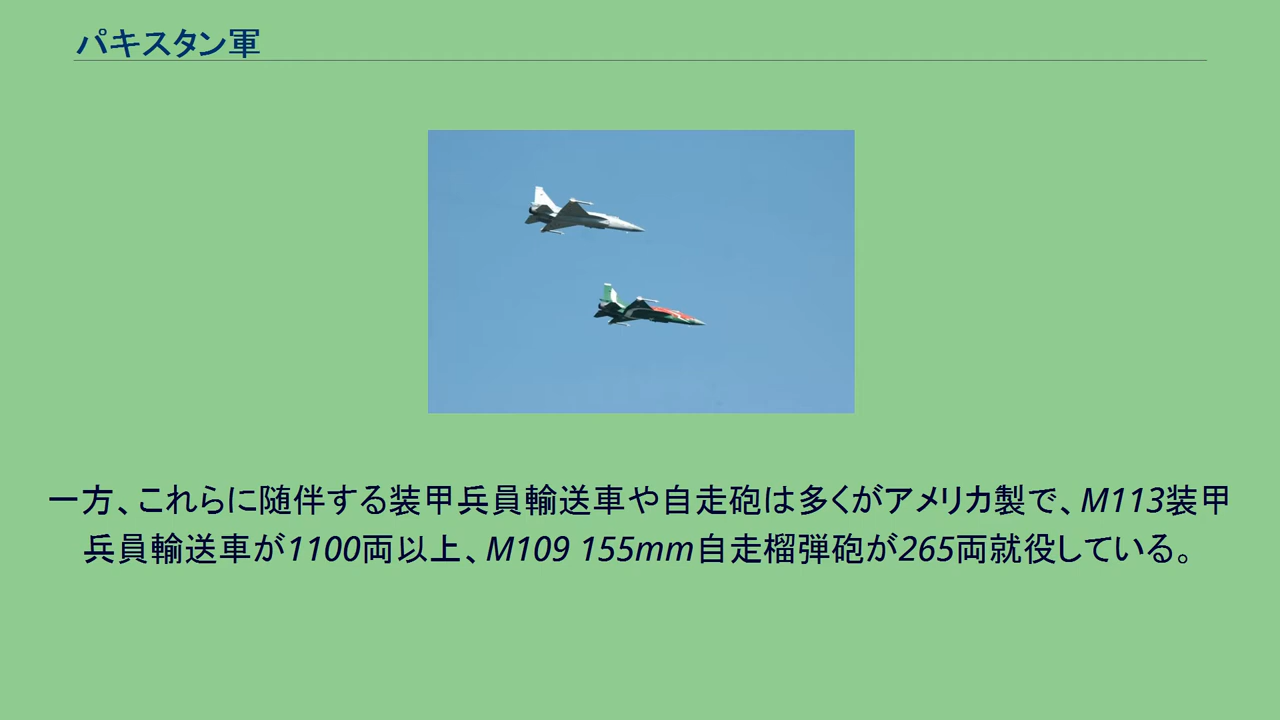 パキスタン軍
一方、これらに随伴する装甲兵員輸送車や自走砲は多くがアメリカ製で、M113装甲
兵員輸送車が1100両以上、M109 155mm自走榴弾砲が265両就役している。